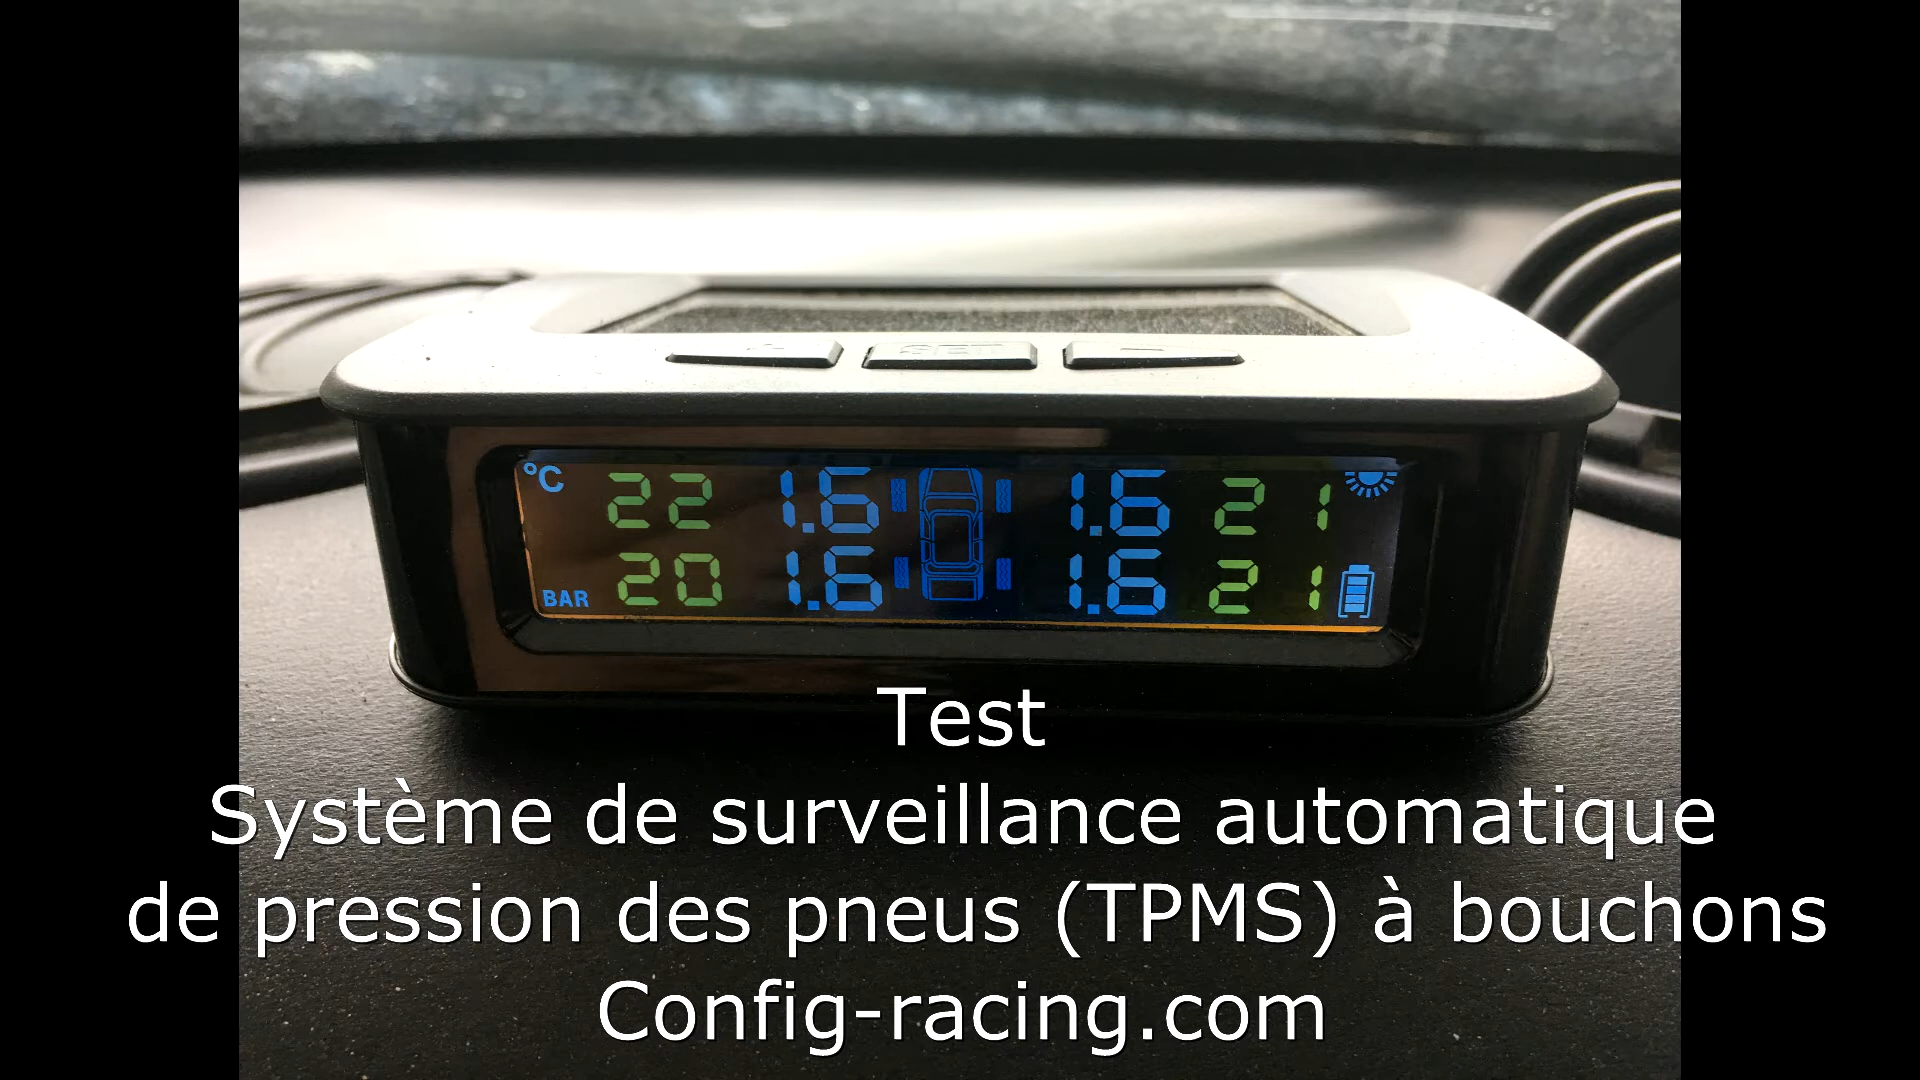 + SET -
°C 22 1.6 1.6 21
BAR 20 1.6 1.6 21
Test
Système de surveillance automatique
de pression des pneus (TPMS) à bouchons
Config-racing.com